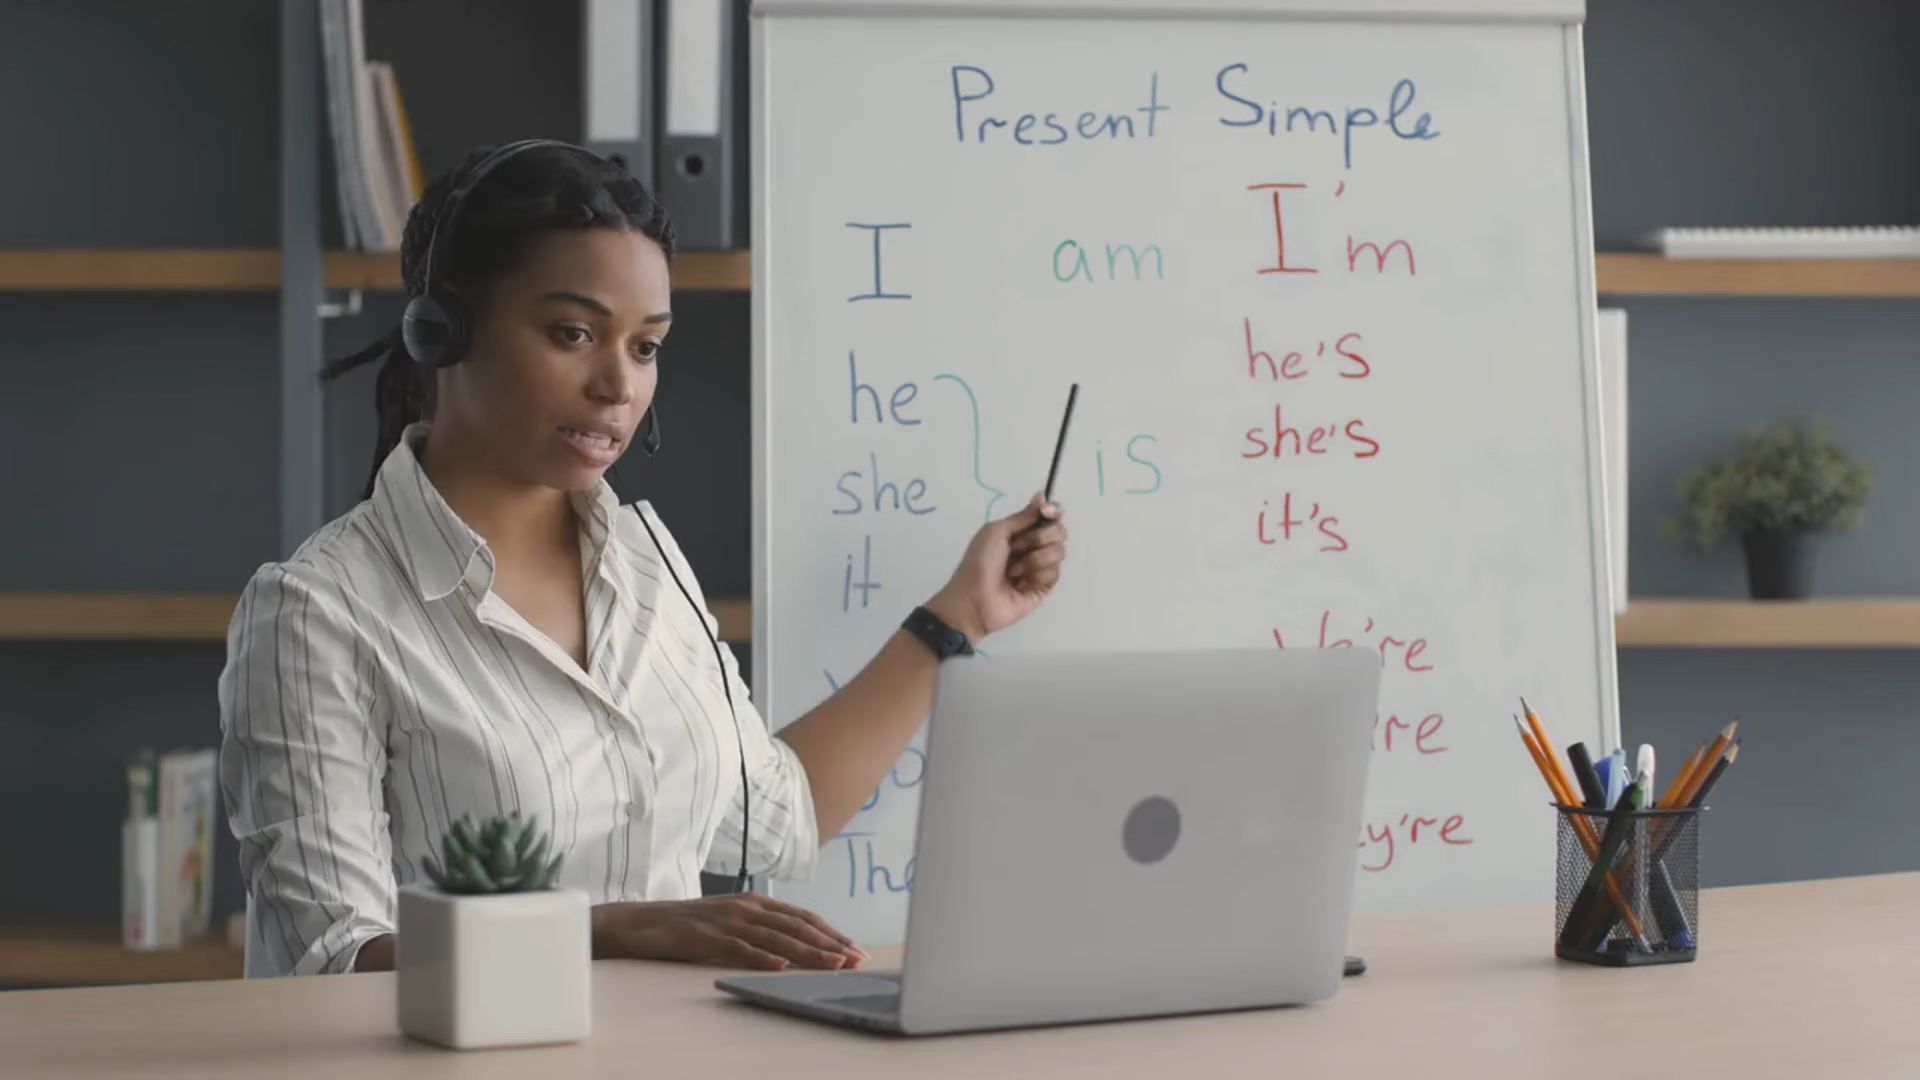 Present Simple
I am I'm
he he's
she is she's
it it's